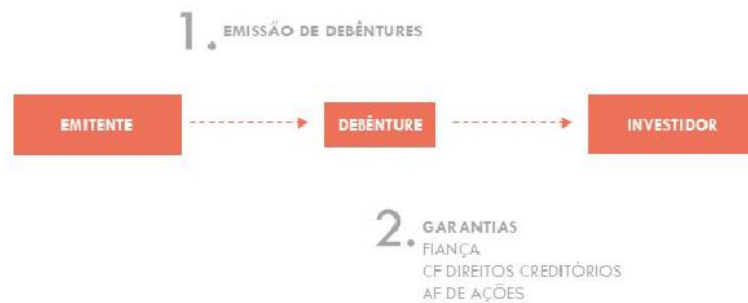 1. EMISSÃO DE DEBÊNTURES
EMITENTE
DEBÊNTURE
INVESTIDOR
2. GARANTIAS
FIANÇA
CF DIREITOS CREDITÓRIOS
AF DE AÇÕES